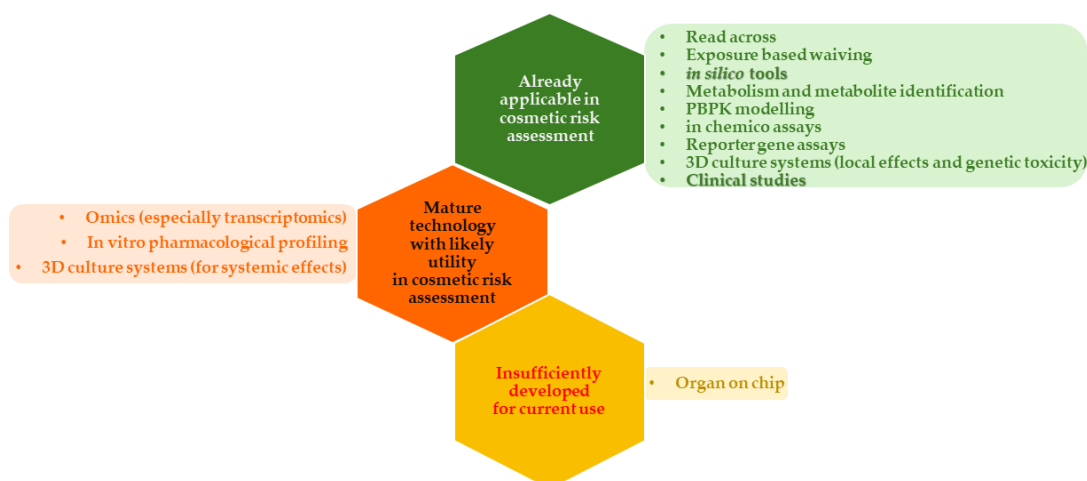 Already
applicable in
cosmetic risk
assessment
• Read across
• Exposure based waiving
• in silico tools
• Metabolism and metabolite identification
• PBPK modelling
• in chemico assays
• Reporter gene assays
• 3D culture systems (local effects and genetic toxicity)
• Clinical studies
• Omics (especially transcriptomics)
• In vitro pharmacological profiling
• 3D culture systems (for systemic effects)
Mature
technology
with likely
utility
in cosmetic risk
assessment
Insufficiently
developed
for current use
• Organ on chip